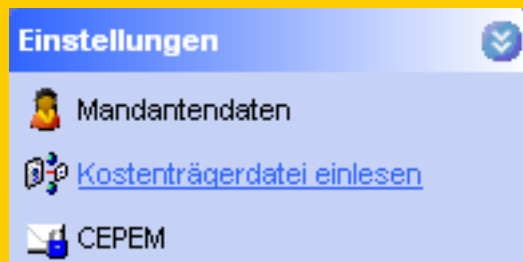 Einstellungen
Mandantendaten
Kostenträgerdatei einlesen
CEPEM